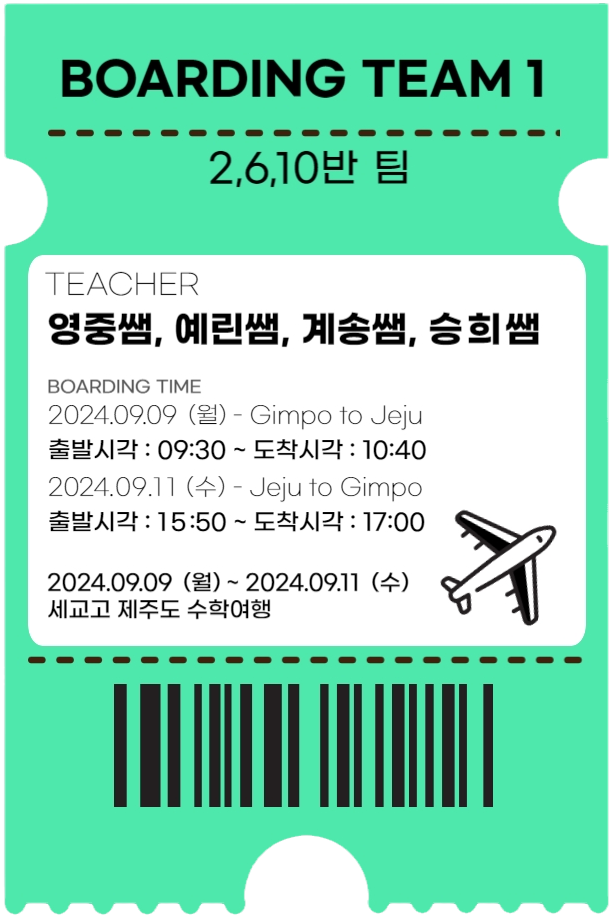 BOARDING TEAM 1
2,6,10반 팀
TEACHER
영중쌤, 예린쌤, 계송쌤, 승희쌤
BOARDING TIME
2024.09.09 (월) - Gimpo to Jeju
출발시각 : 09:30 ~ 도착시각 : 10:40
2024.09.11 (수) - Jeju to Gimpo
출발시각 : 15:50 ~ 도착시각 : 17:00
2024.09.09 (월) ~ 2024.09.11 (수)
세교고 제주도 수학여행